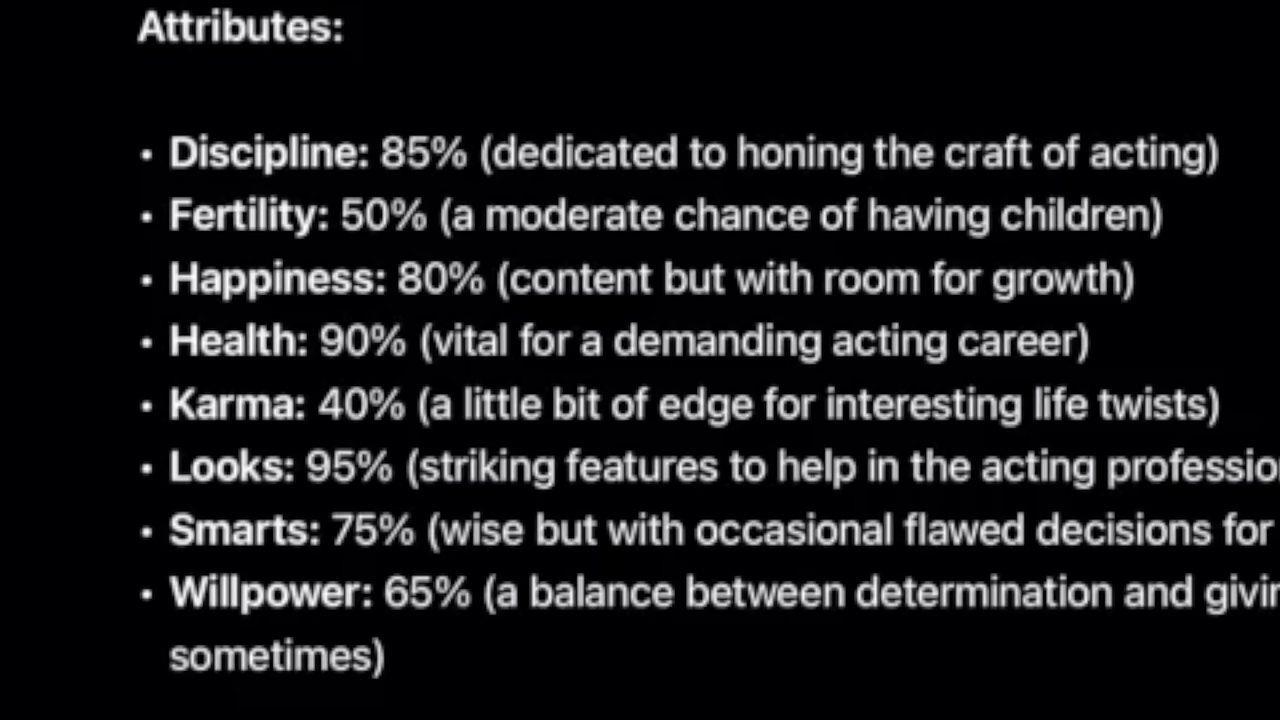 Attributes:
• Discipline: 85% (dedicated to honing the craft of acting)
• Fertility: 50% (a moderate chance of having children)
• Happiness: 80% (content but with room for growth)
• Health: 90% (vital for a demanding acting career)
• Karma: 40% (a little bit of edge for interesting life twists)
• Looks: 95% (striking features to help in the acting
• Smarts: 75% (wise but with occasional flawed decisions for
• Willpower: 65% (a balance between determination and
sometimes)